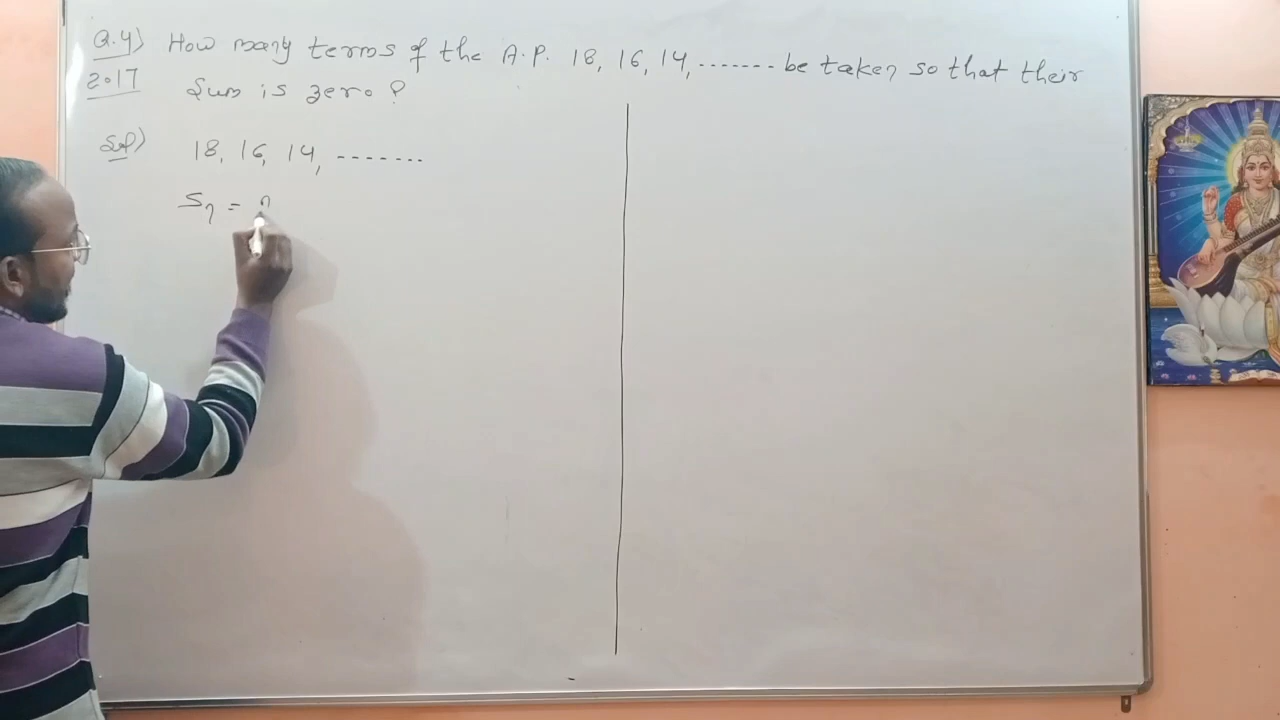 Q.4) How many terms of the A.P. 18, 16, 14, ....... be taken so that their
2017 Sum is zero?
Sol) 18, 16, 14, -------
Sn = n